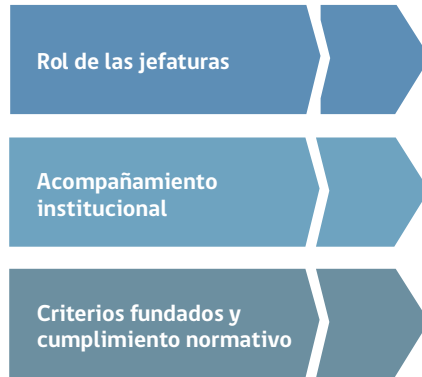 Rol de las jefaturas
Acompañamiento
institucional
Criterios fundados y
cumplimiento normativo